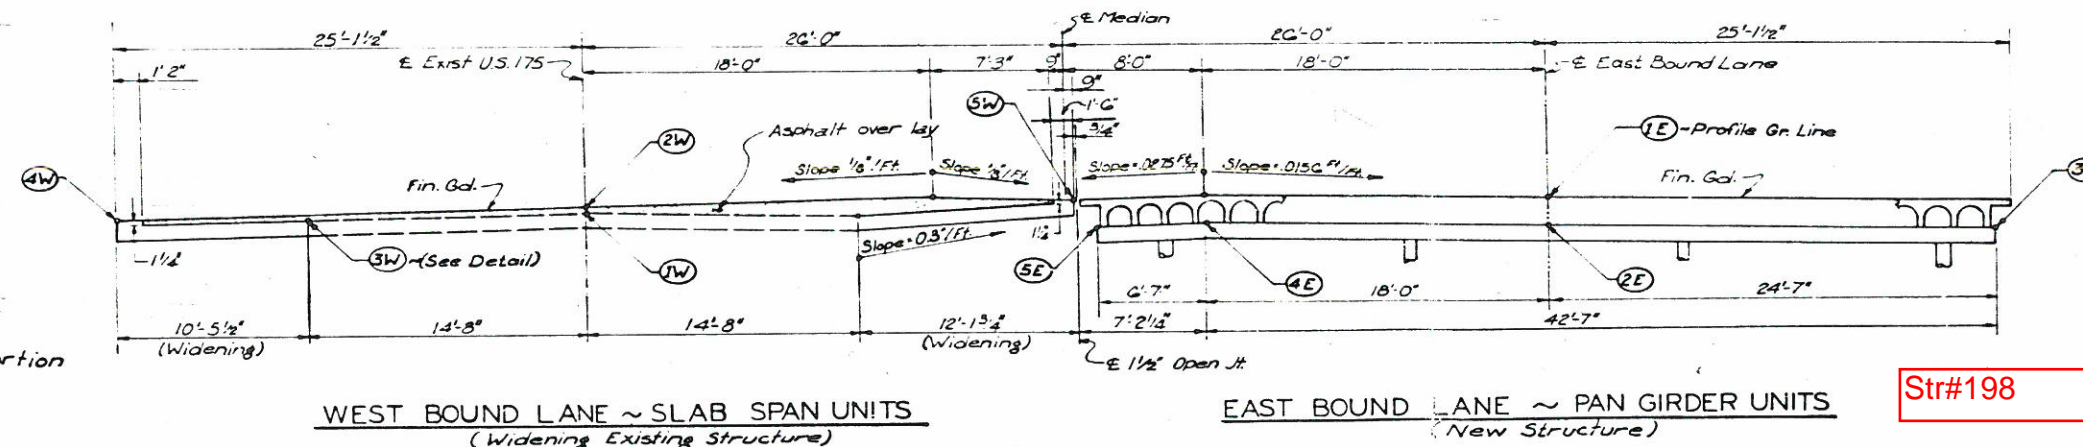 ℄ Median
25'-1½" 26'-0" 26'-0" 25'-1½"
1'2" ℄ Exist U.S. 175 18'-0" 7'-3" 9" 8'-0" 18'-0" ℄ East Bound Lane
9"
5W 1'-6"
2W Asphalt over lay ¾" 1E -Profile Gr. Line
4W Fin. Gd. Slope ⅛"/Ft. Slope ⅛"/Ft. Slope=.0275 Ft./Ft. Slope=.0156 Ft/Ft. Fin. Gd. 3
1¼" 3W (See Detail) 1W Slope=0.3"/Ft. 1½" 5E 4E 2E
6'-7" 18'-0" 24'-7"
10'-5½" 14'-8" 14'-8" 12'-1¾" 7'-2¼" 42'-7"
(Widening) (Widening)
rtion ℄ 1½" Open Jt.
Str#198
WEST BOUND LANE ~ SLAB SPAN UNITS
(Widening Existing Structure)
EAST BOUND LANE ~ PAN GIRDER UNITS
(New Structure)